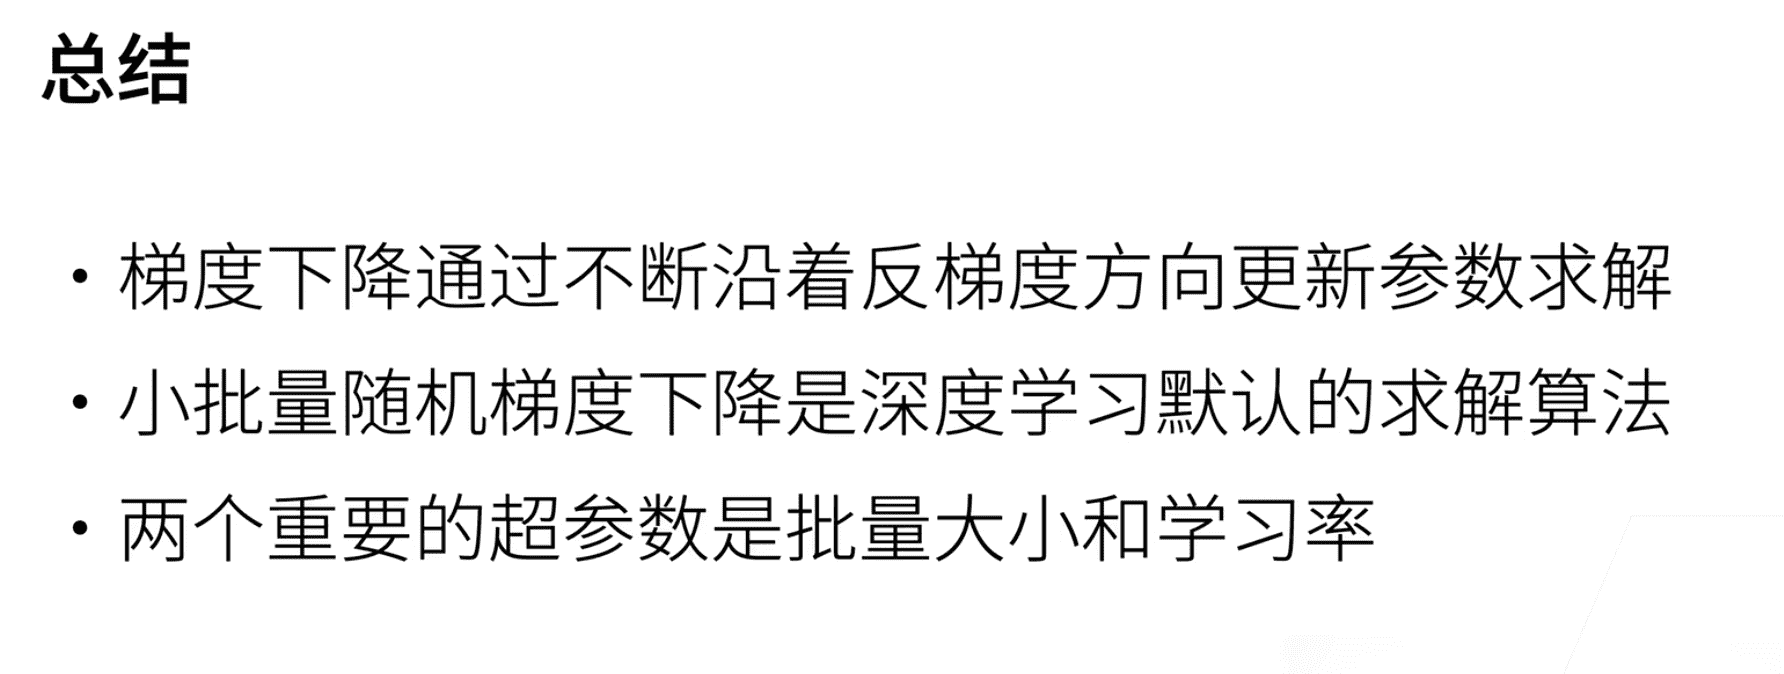 总结
• 梯度下降通过不断沿着反梯度方向更新参数求解
• 小批量随机梯度下降是深度学习默认的求解算法
• 两个重要的超参数是批量大小和学习率